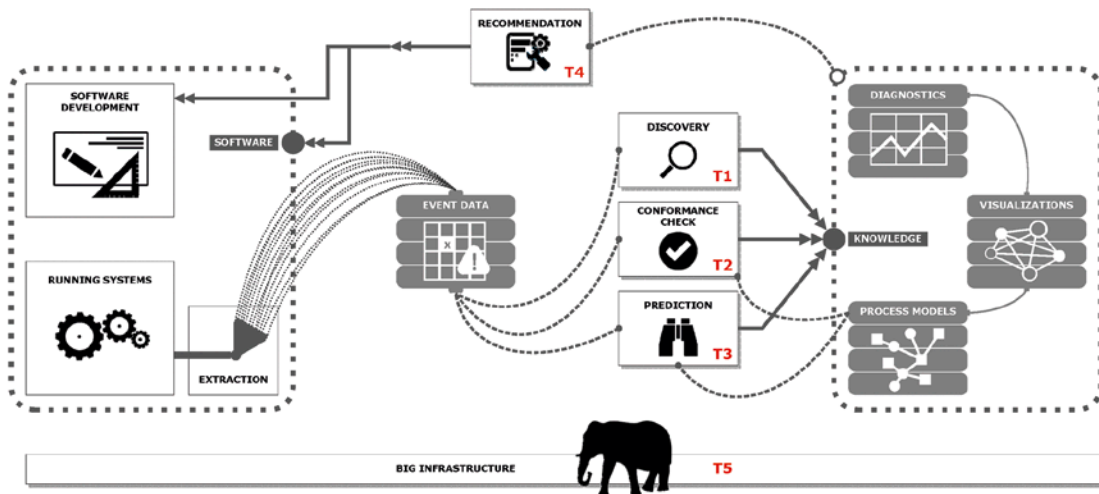 RECOMMENDATION
T4
SOFTWARE
DEVELOPMENT
SOFTWARE
RUNNING SYSTEMS
EXTRACTION
EVENT DATA
X
DISCOVERY
T1
CONFORMANCE
CHECK
T2
PREDICTION
T3
KNOWLEDGE
DIAGNOSTICS
VISUALIZATIONS
PROCESS MODELS
BIG INFRASTRUCTURE
T5